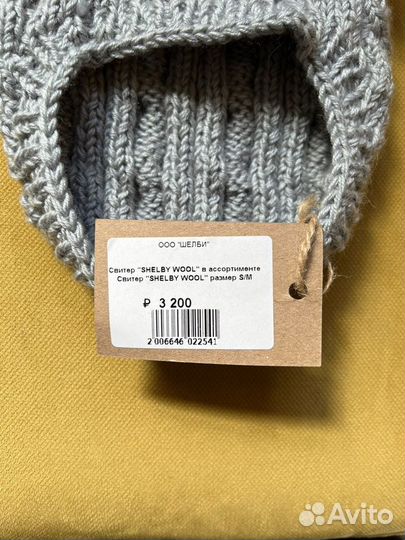 ООО "ШЕЛБИ"
Свитер "SHELBY WOOL" в ассортименте
Свитер "SHELBY WOOL" размер S/M
₽ 3 200
2 006646 022541
Avito